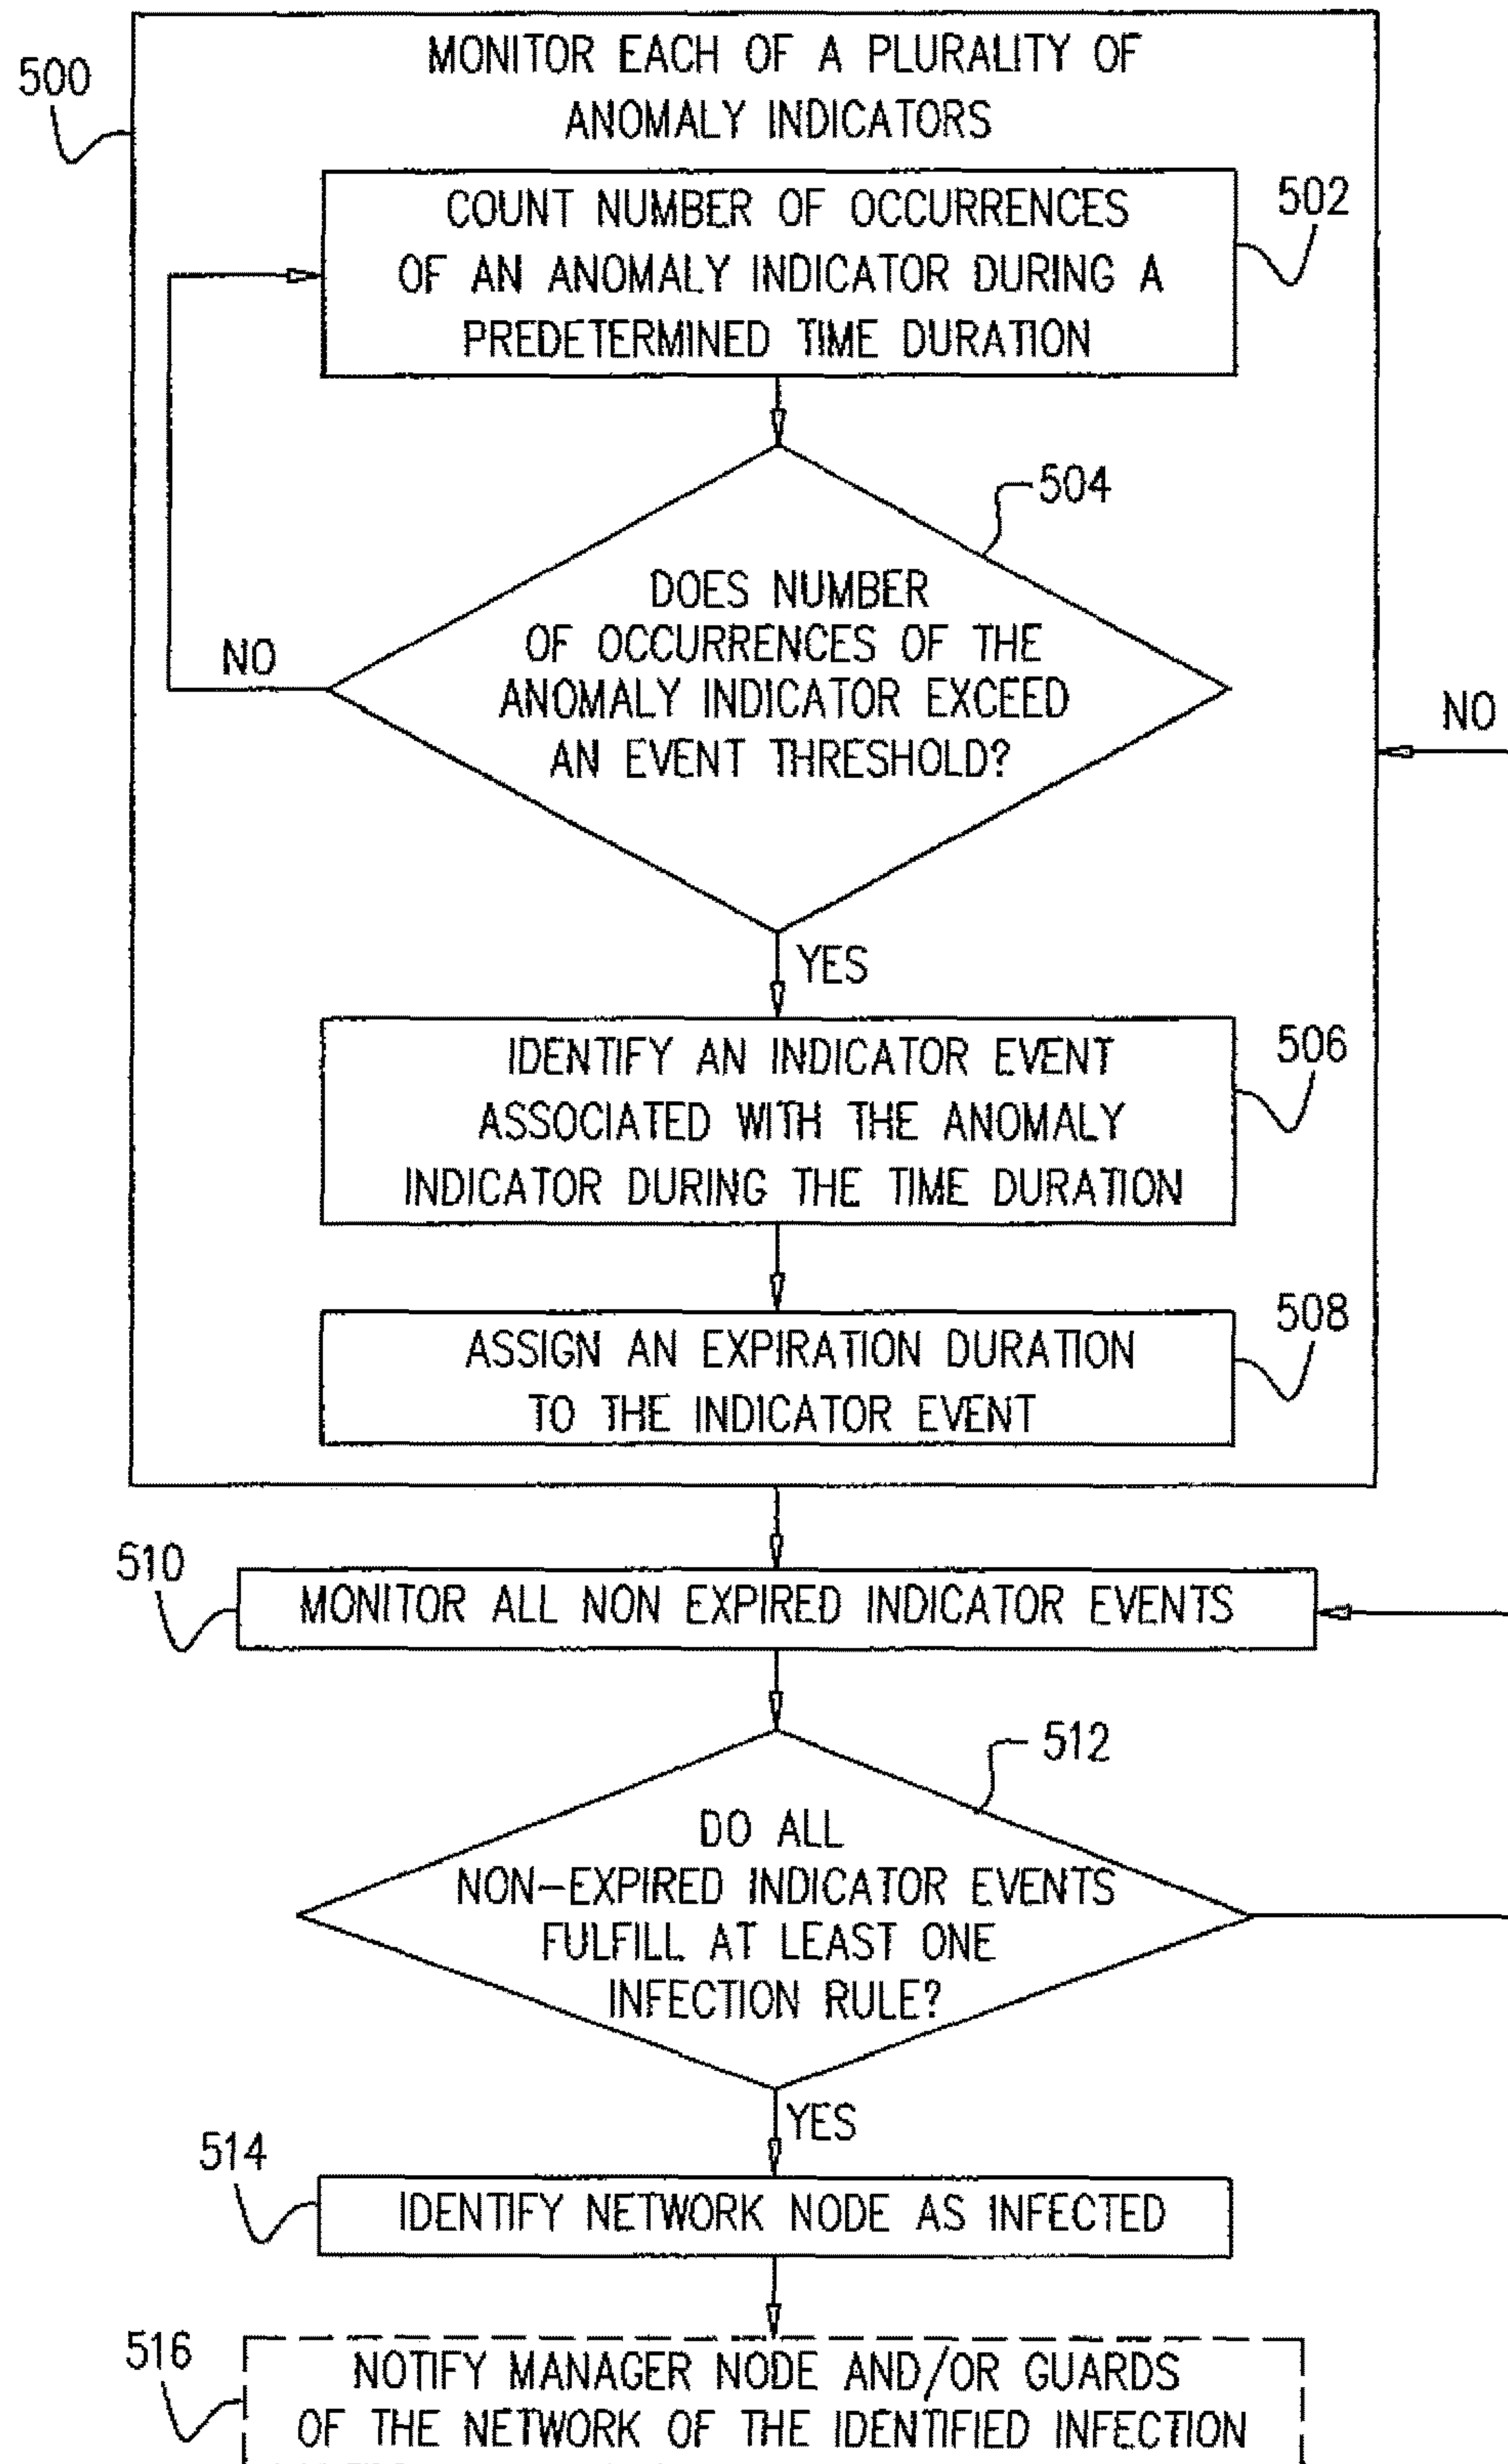 500
MONITOR EACH OF A PLURALITY OF
ANOMALY INDICATORS
COUNT NUMBER OF OCCURRENCES
OF AN ANOMALY INDICATOR DURING A
PREDETERMINED TIME DURATION
502
504
DOES NUMBER
OF OCCURRENCES OF THE
ANOMALY INDICATOR EXCEED
AN EVENT THRESHOLD?
NO
NO
YES
IDENTIFY AN INDICATOR EVENT
ASSOCIATED WITH THE ANOMALY
INDICATOR DURING THE TIME DURATION
506
ASSIGN AN EXPIRATION DURATION
TO THE INDICATOR EVENT
508
510
MONITOR ALL NON EXPIRED INDICATOR EVENTS
512
DO ALL
NON-EXPIRED INDICATOR EVENTS
FULFILL AT LEAST ONE
INFECTION RULE?
YES
514
IDENTIFY NETWORK NODE AS INFECTED
516
NOTIFY MANAGER NODE AND/OR GUARDS
OF THE NETWORK OF THE IDENTIFIED INFECTION